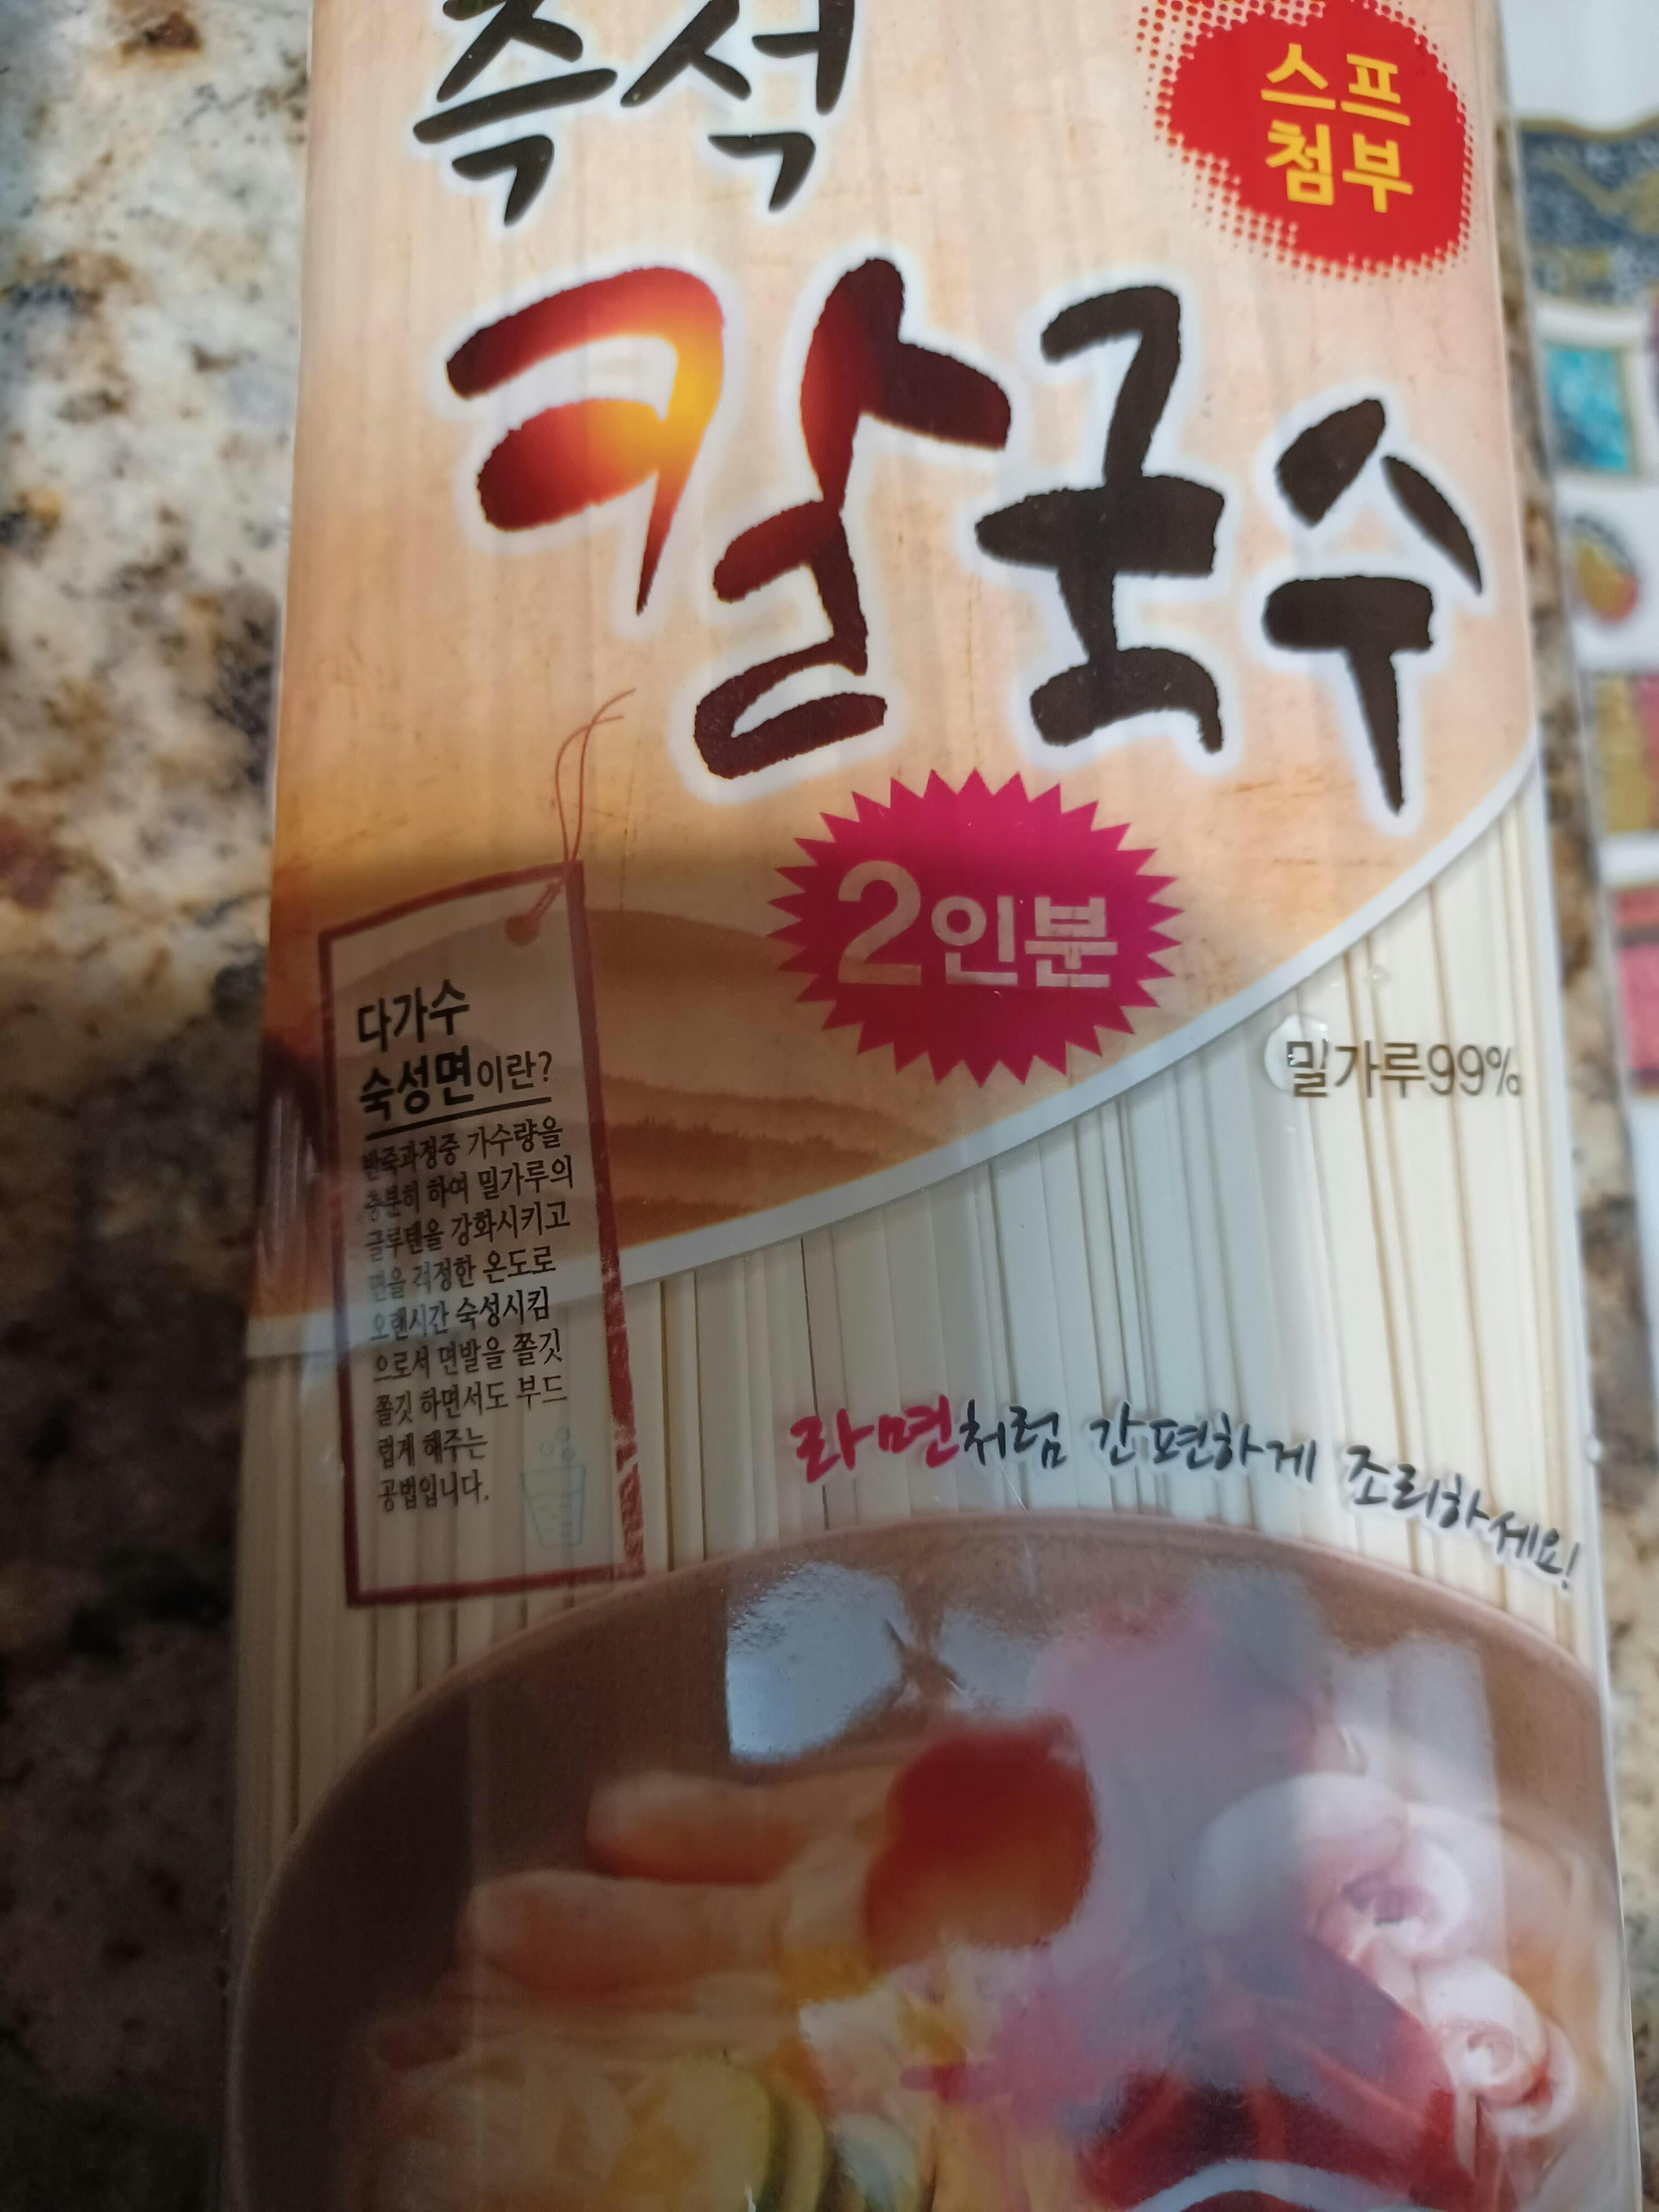 즉석
스프
첨부
칼국수
2인분
밀가루99%
다가수
숙성면이란?
반죽과정중 가수량을
충분히 하여 밀가루의
글루텐을 강화시키고
면을 적정한 온도로
오랜시간 숙성시킴
으로서 면발을 쫄깃
쫄깃 하면서도 부드
럽게 해주는
공법입니다.
라면처럼 간편하게 조리하세요!